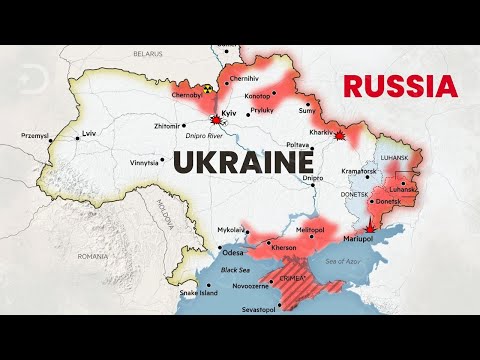 BELARUS
RUSSIA
Chernihiv
Chernobyl
Konotop
Kyiv
Pryluky
Sumy
Przemysl
Lviv
Zhitomir
Dnipro River
Kharkiv
Poltava
LUHANSK
Vinnytsia
UKRAINE
Kramatorsk
Dnipro
DONETSK
Luhansk
Donetsk
MOLDOVA
Mykolaiv
Melitopol
Mariupol
Odesa
Kherson
ROMANIA
Black Sea
Sea of Azov
CRIMEA*
Snake Island
Novoozerne
Sevastopol